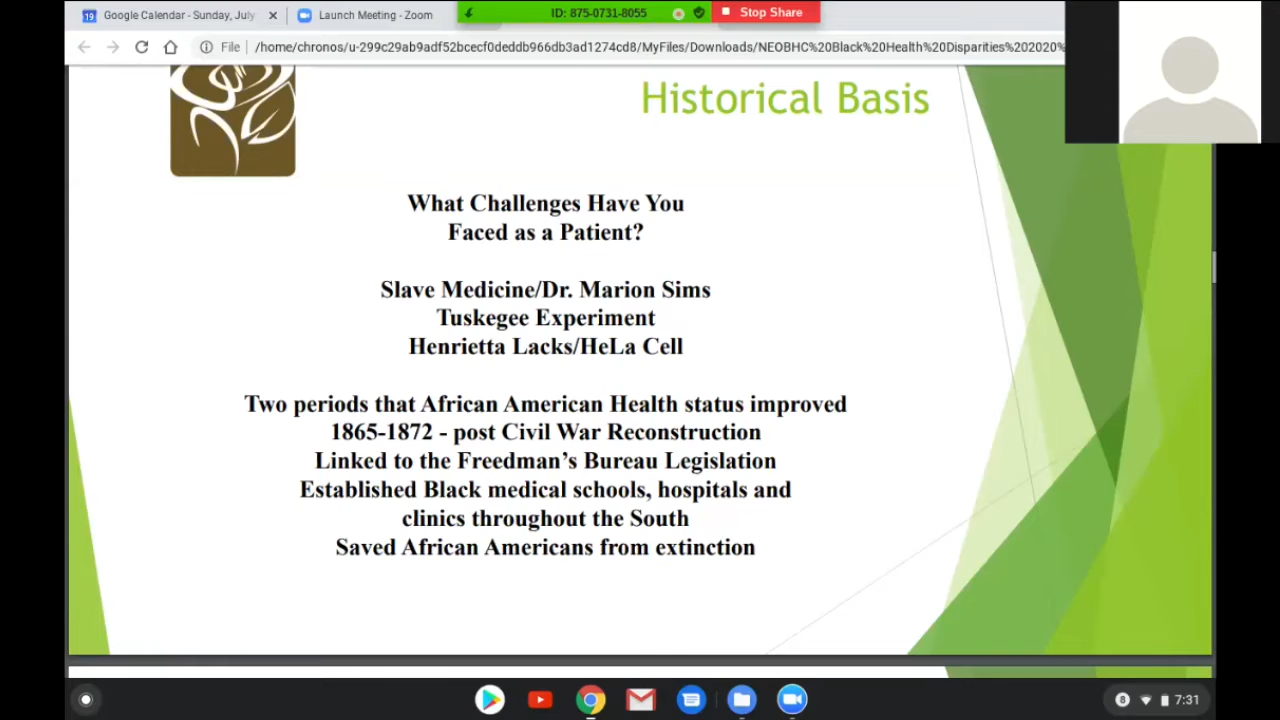 Google Calendar - Sunday, July
Launch Meeting - Zoom
ID: 875-0731-8055
Stop Share
File
/home/chronos/u-299c29ab9adf52bcecf0deddb966db3ad1274cd8/MyFiles/Downloads/NEOBHC%20Black%20Health%20Disparities%202020%
Historical Basis
What Challenges Have You
Faced as a Patient?
Slave Medicine/Dr. Marion Sims
Tuskegee Experiment
Henrietta Lacks/HeLa Cell
Two periods that African American Health status improved
1865-1872 - post Civil War Reconstruction
Linked to the Freedman’s Bureau Legislation
Established Black medical schools, hospitals and
clinics throughout the South
Saved African Americans from extinction
19
8
7:31